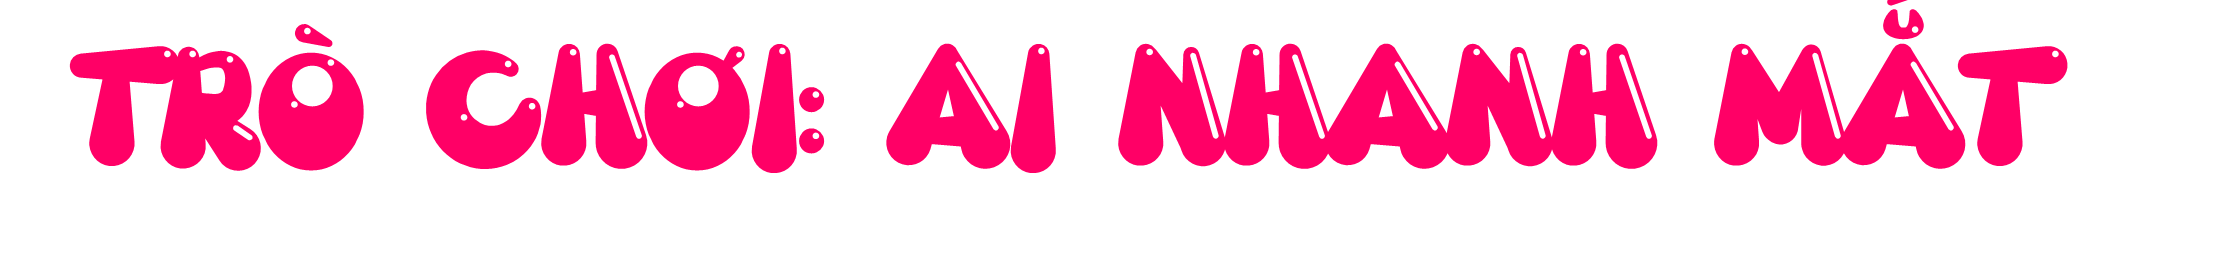 TRÒ CHƠI: AI NHANH MẮT